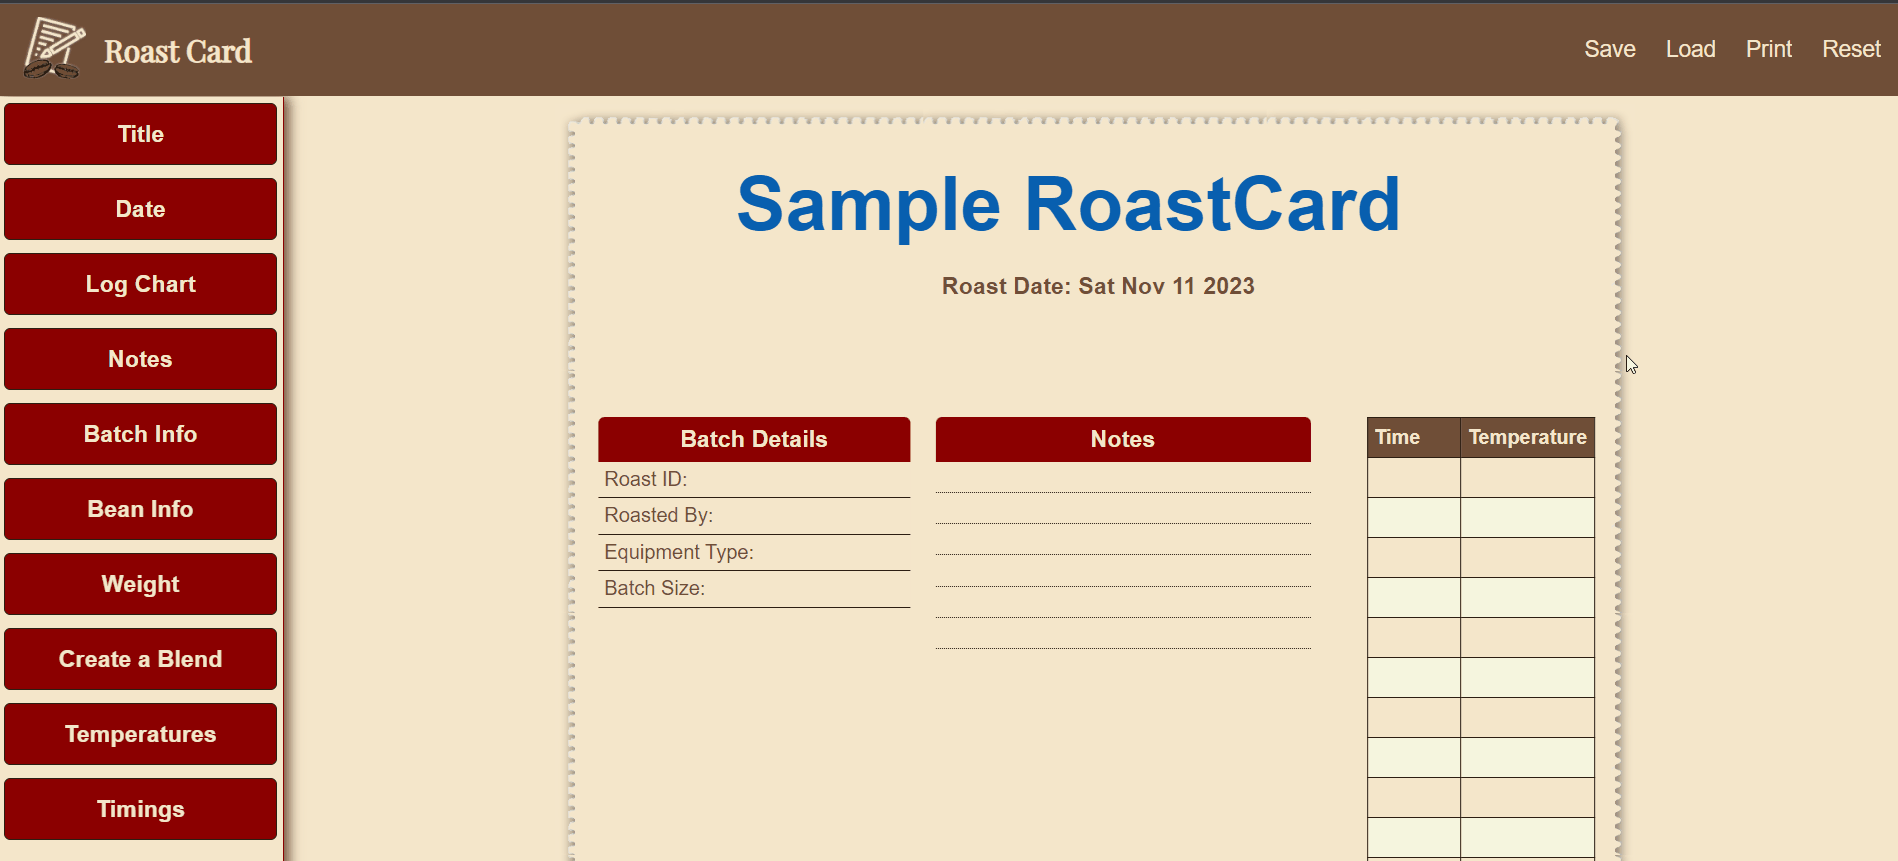 Roast Card
Save Load Print Reset
Title
Date
Log Chart
Notes
Batch Info
Bean Info
Weight
Create a Blend
Temperatures
Timings
Sample RoastCard
Roast Date: Sat Nov 11 2023
Batch Details
Roast ID:
Roasted By:
Equipment Type:
Batch Size:
Notes
Time Temperature